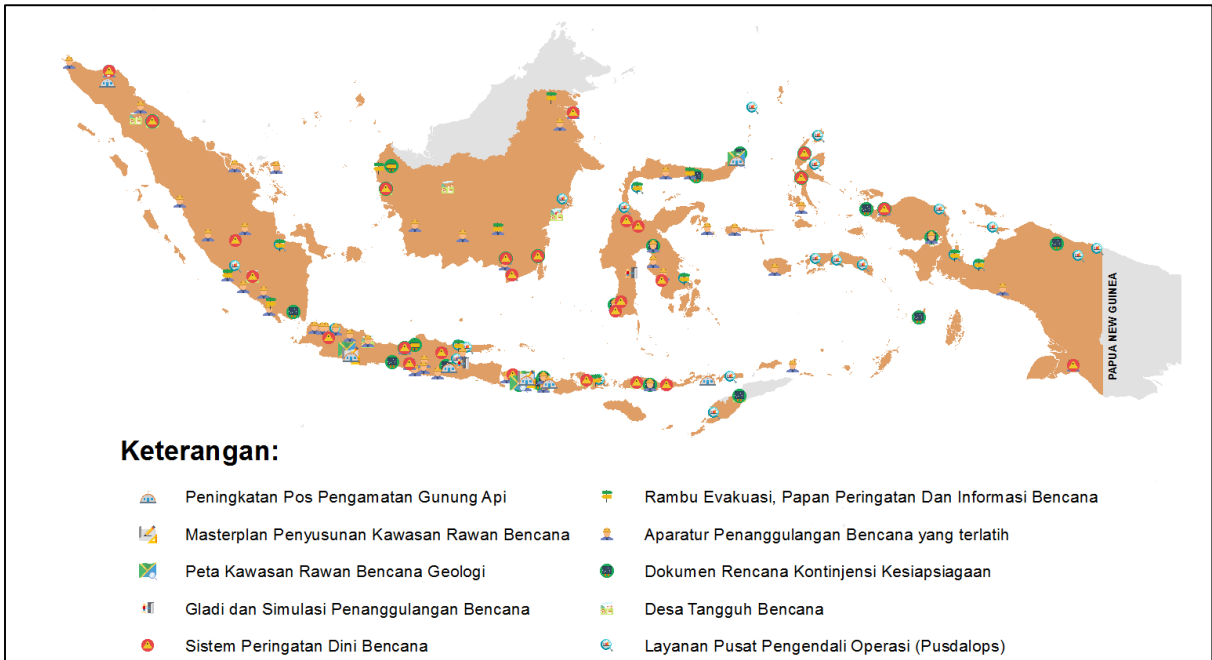 PAPUA NEW GUINEA
Keterangan:
Peningkatan Pos Pengamatan Gunung Api
Masterplan Penyusunan Kawasan Rawan Bencana
Peta Kawasan Rawan Bencana Geologi
Gladi dan Simulasi Penanggulangan Bencana
Sistem Peringatan Dini Bencana
Rambu Evakuasi, Papan Peringatan Dan Informasi Bencana
Aparatur Penanggulangan Bencana yang terlatih
Dokumen Rencana Kontinjensi Kesiapsiagaan
Desa Tangguh Bencana
Layanan Pusat Pengendali Operasi (Pusdalops)